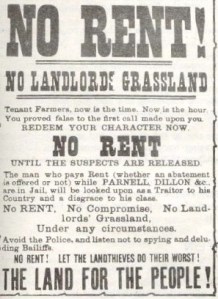 NO RENT!
NO LANDLORDS GRASSLAND
Tenant Farmers, now is the time. Now is the hour.
You proved false to the first call made upon you.
REDEEM YOUR CHARACTER NOW.
NO RENT
UNTIL THE SUSPECTS ARE RELEASED.
The man who pays Rent (whether an abatement
is offered or not) while PARNELL, DILLON &c.,
are in Jail, will be looked upon as a Traitor to his
Country and a disgrace to his class.
No RENT, No Compromise, No Land-
lords' Grassland,
Under any circumstances.
Avoid the Police, and listen not to spying and delu-
ding Bailiffs.
NO RENT! LET THE LANDTHIEVES DO THEIR WORST!
THE LAND FOR THE PEOPLE!